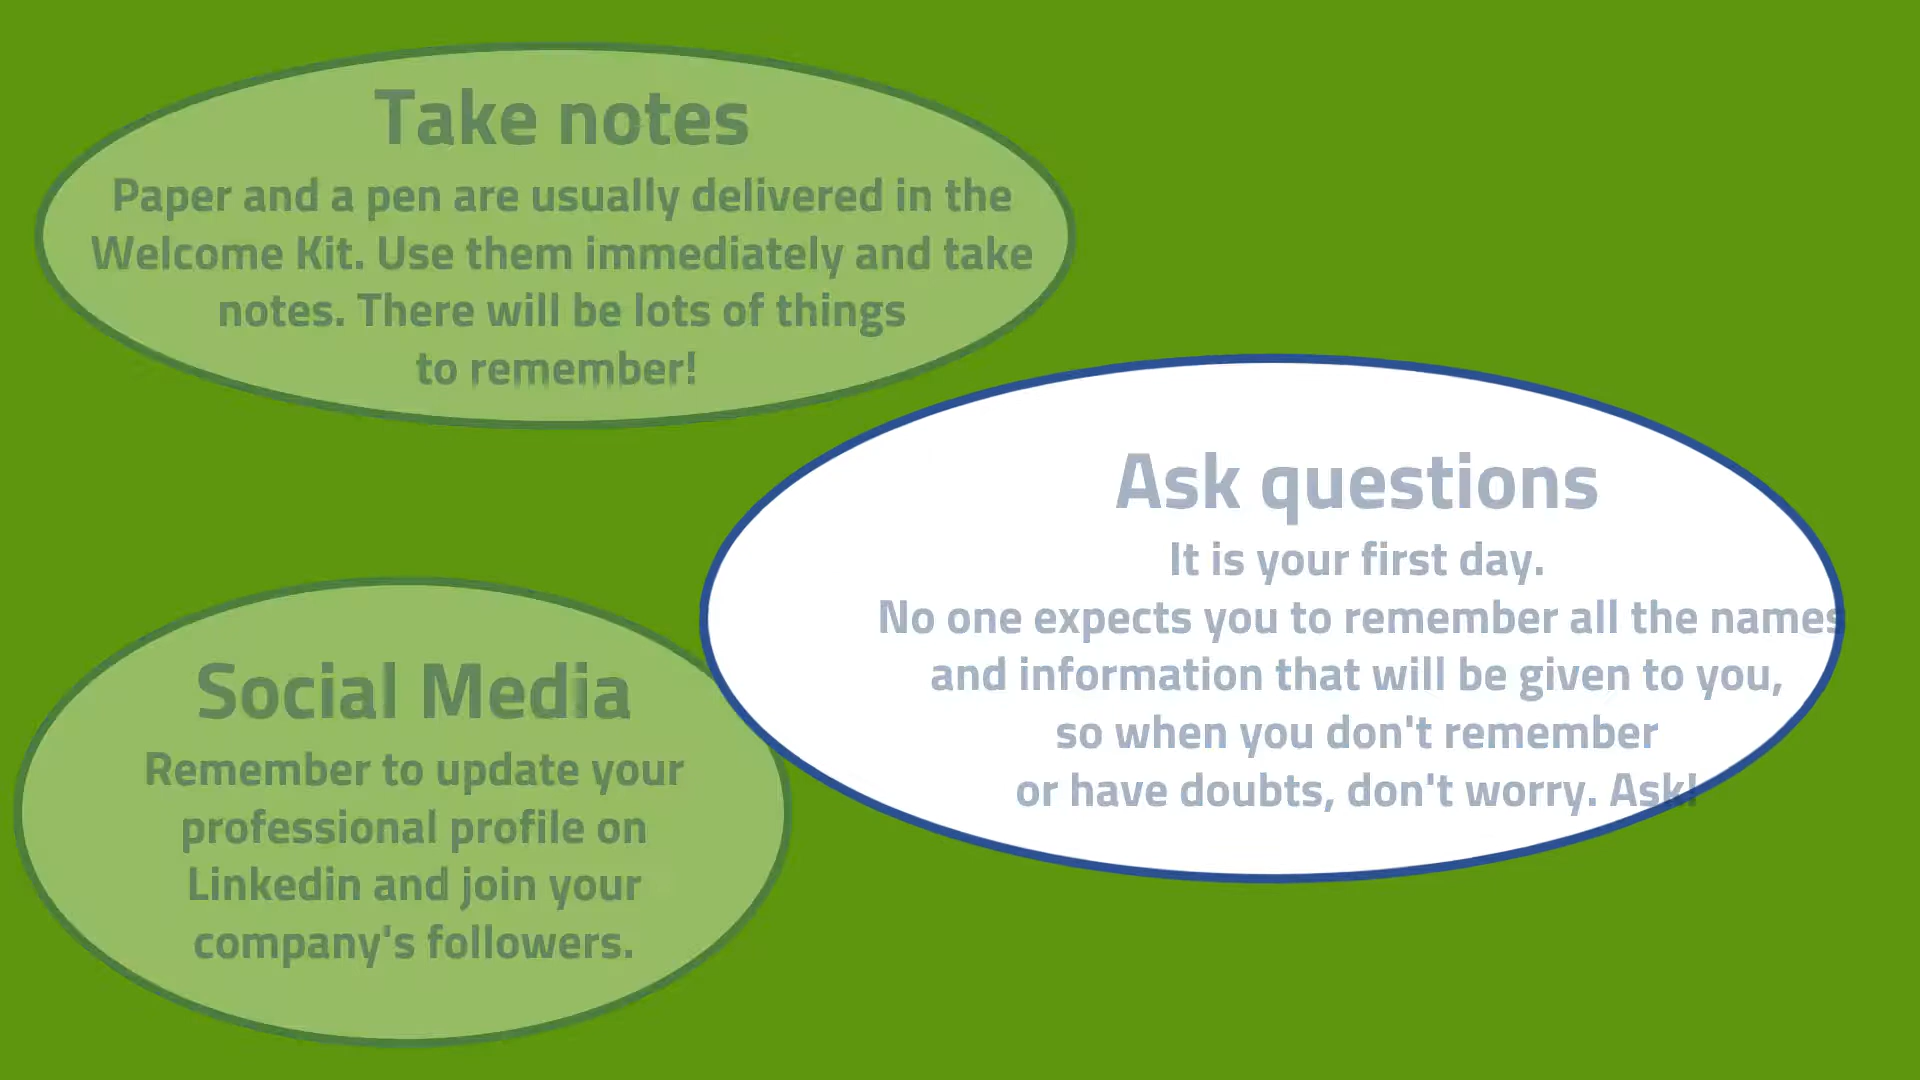 Take notes
Paper and a pen are usually delivered in the
Welcome Kit. Use them immediately and take
notes. There will be lots of things
to remember!
Ask questions
It is your first day.
No one expects you to remember all the names
and information that will be given to you,
so when you don't remember
or have doubts, don't worry. Ask!
Social Media
Remember to update your
professional profile on
Linkedin and join your
company's followers.